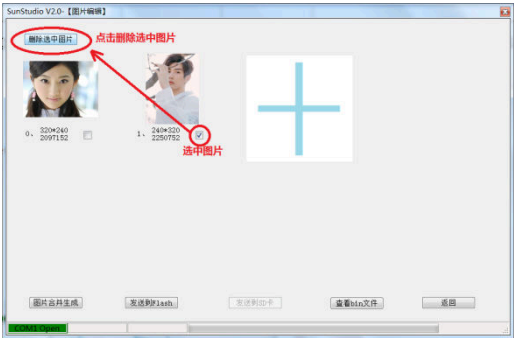 SunStudio V2.0-【图片编辑】
删除选中图片
点击删除选中图片
0、 320*240
2097152
1、 240*320
2250752
选中图片
图片合并生成
发送到Flash
发送到SD卡
查看bin文件
返回
COM1:Open